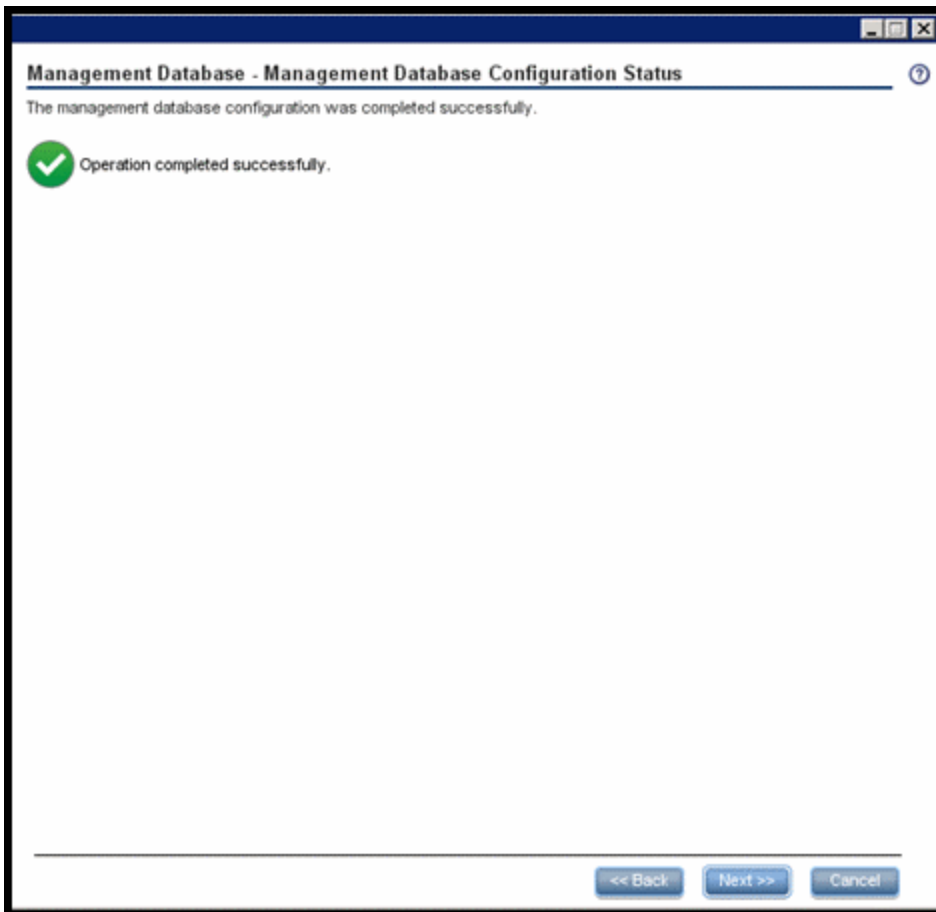 Management Database - Management Database Configuration Status
?
The management database configuration was completed successfully.
Operation completed successfully.
<< Back Next >> Cancel